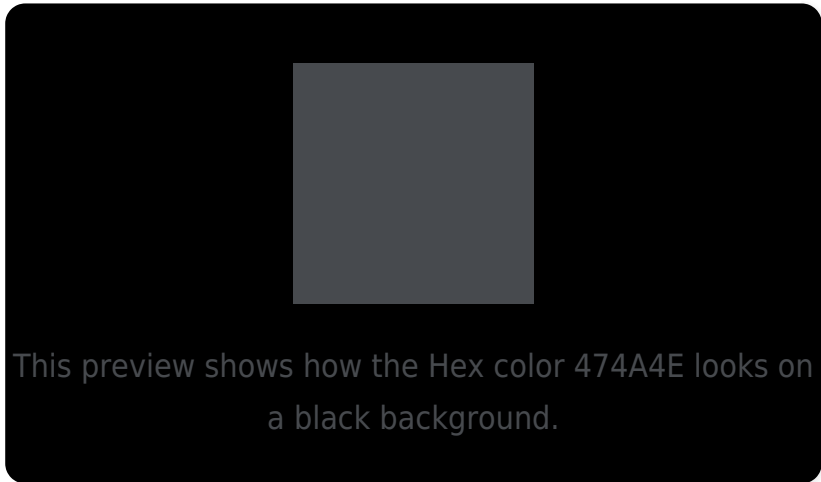 This preview shows how the Hex color 474A4E looks on
a black background.